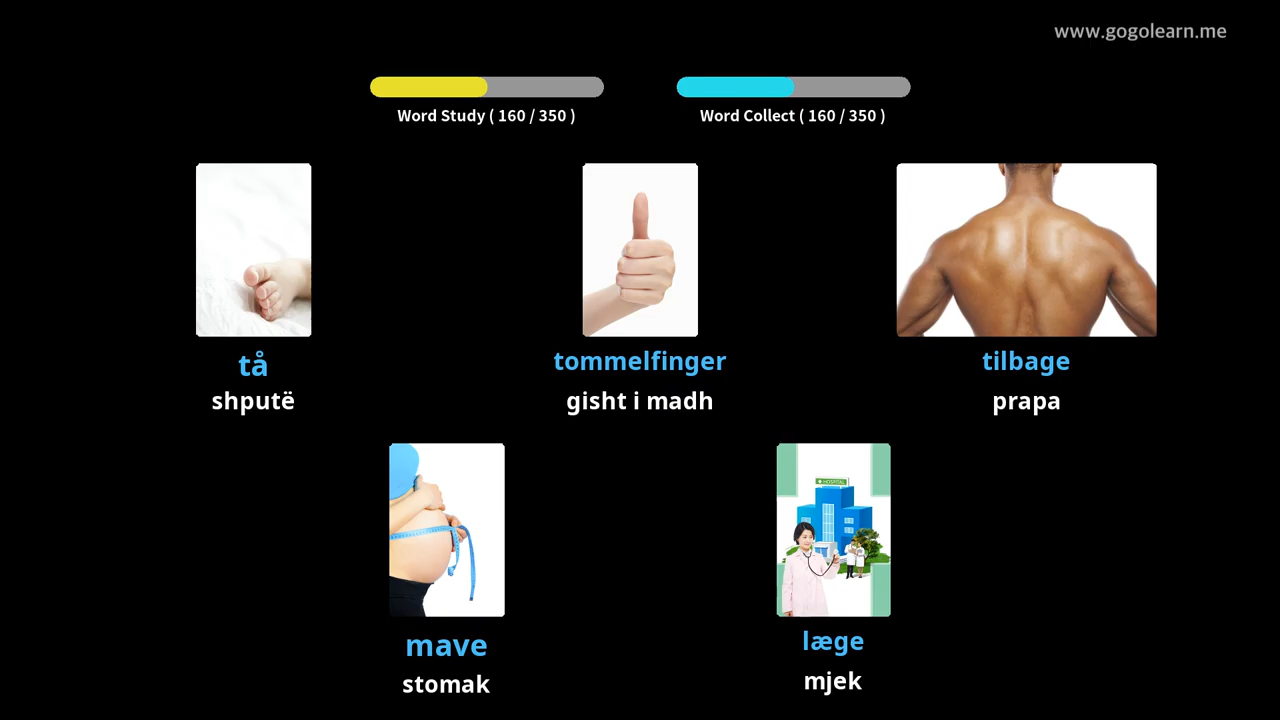 www.gogolearn.me
Word Study ( 160 / 350 )
Word Collect ( 160 / 350 )
tå
shputë
tommelfinger
gisht i madh
tilbage
prapa
HOSPITAL
mave
stomak
læge
mjek